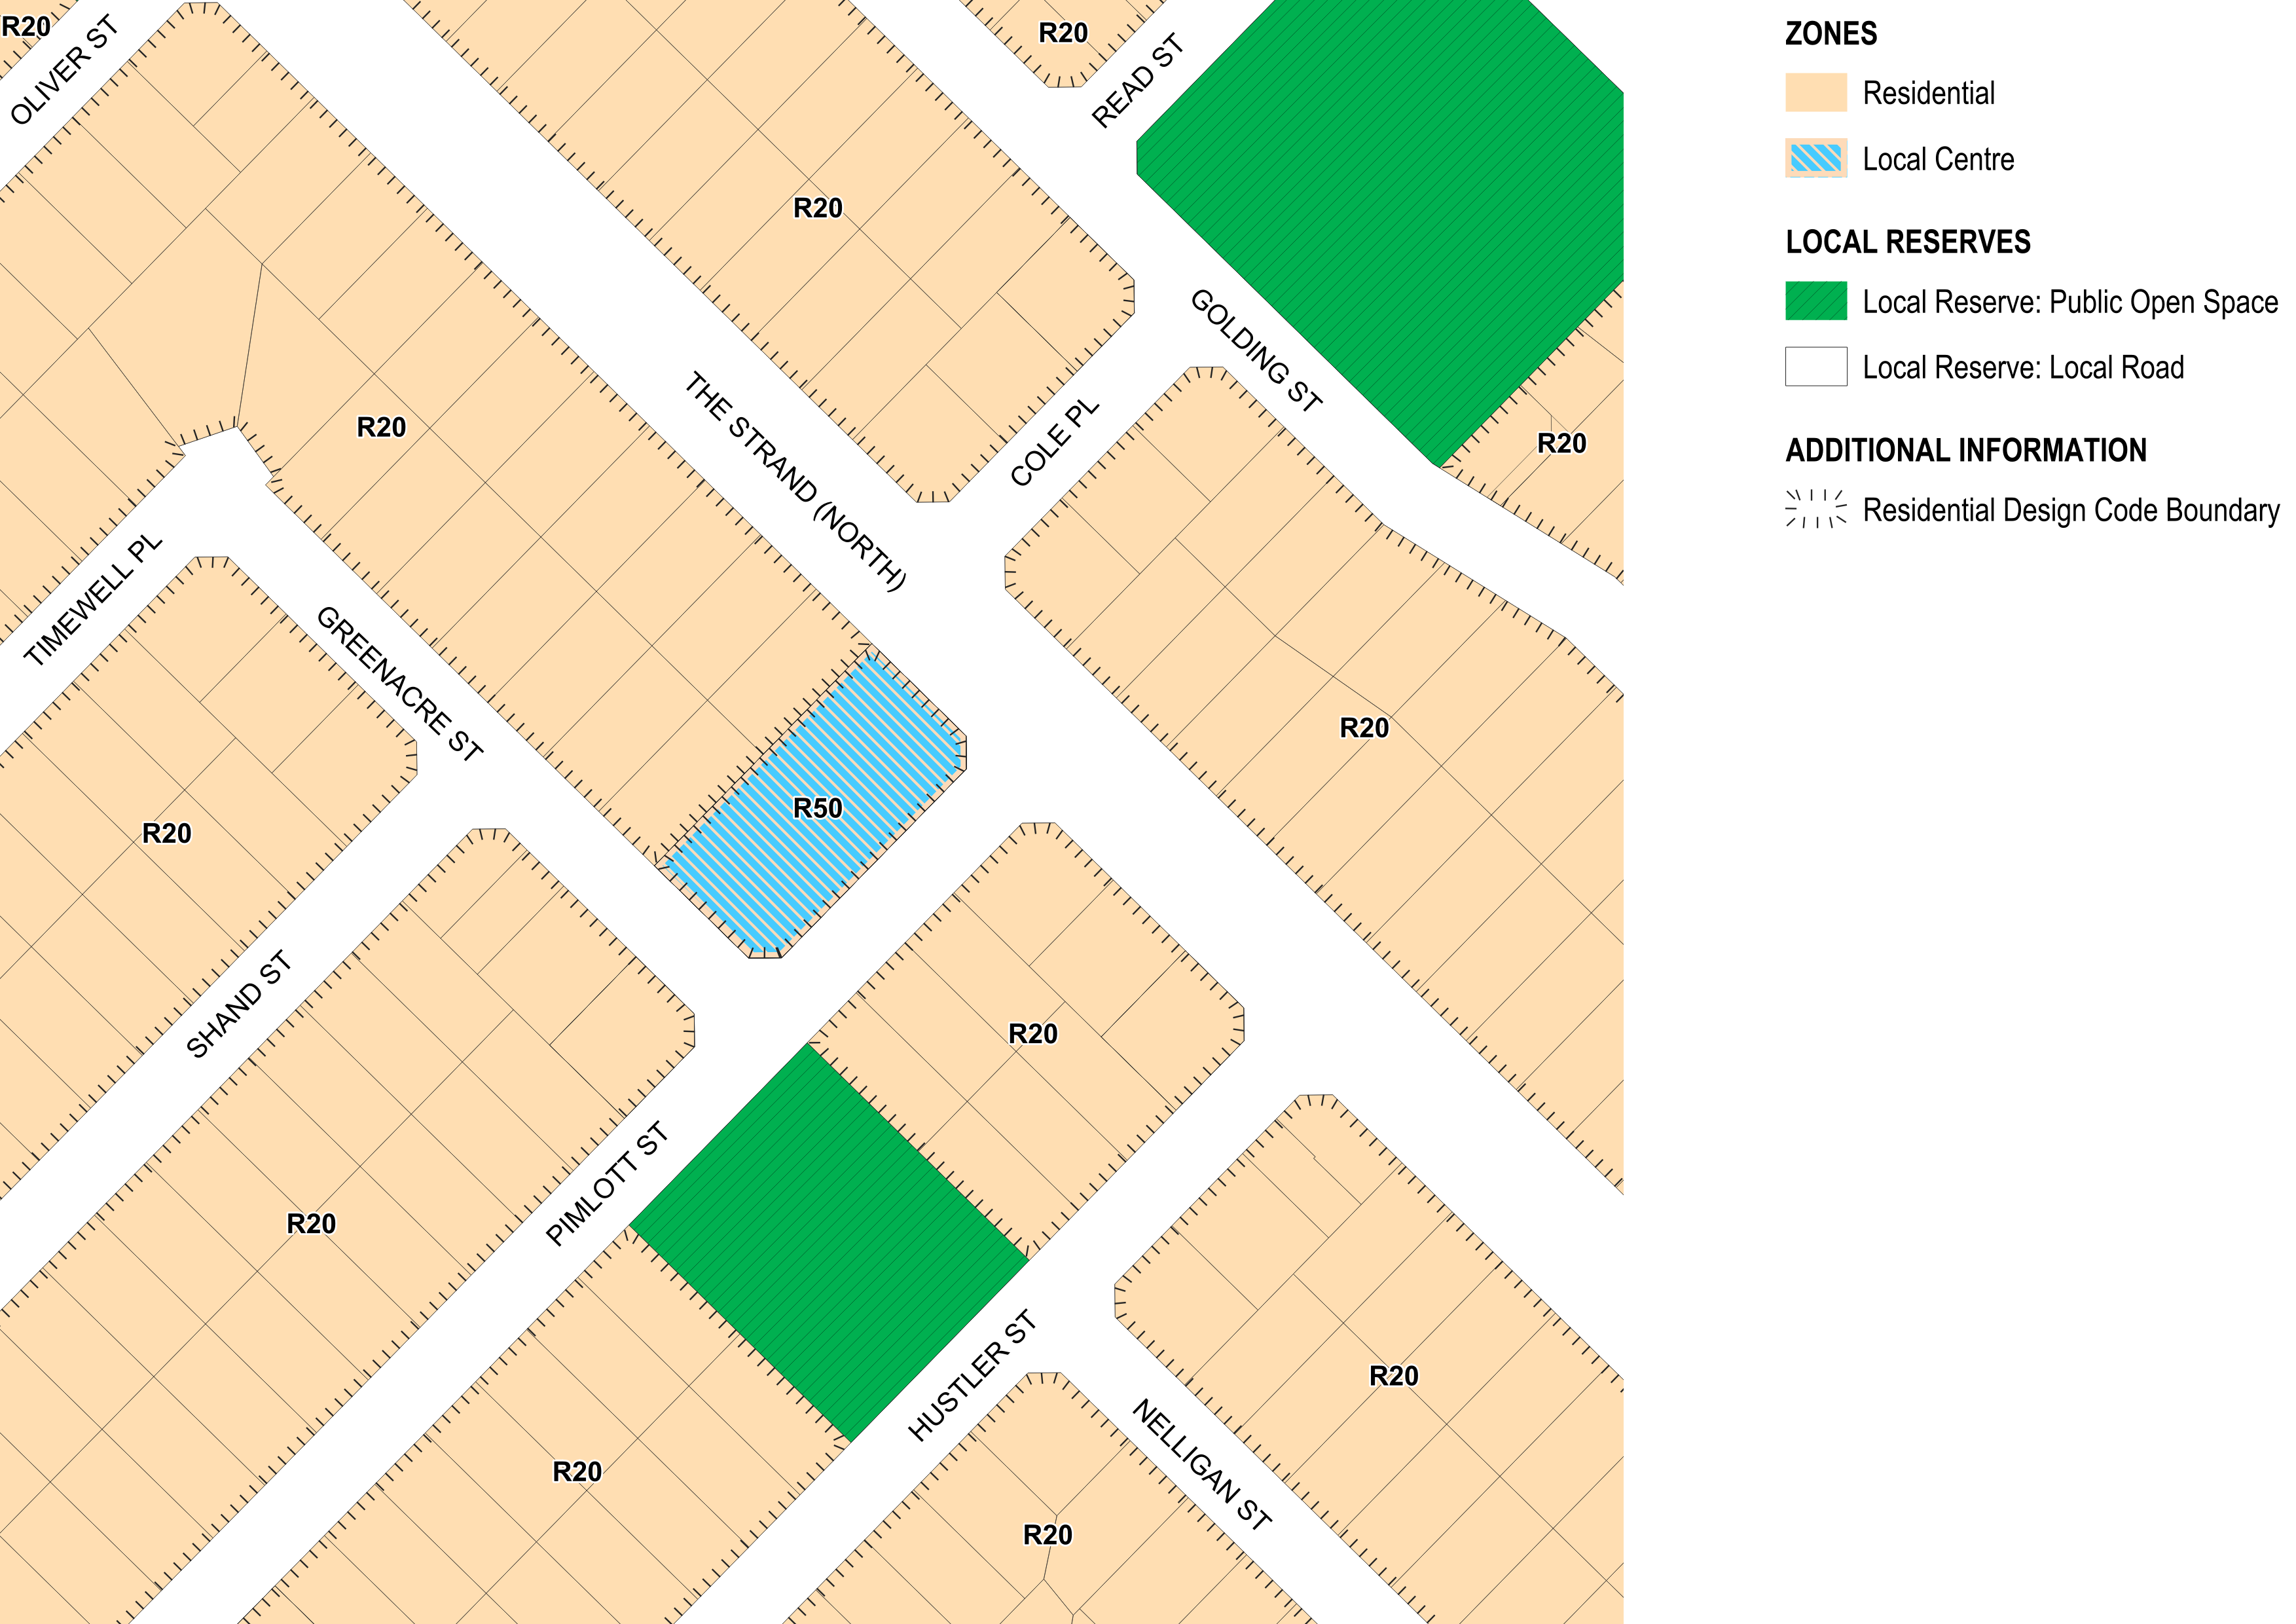 R20
OLIVER ST
R20
READ ST
R20
GOLDING ST
THE STRAND (NORTH)
COLE PL
R20
R20
TIMEWELL PL
GREENACRE ST
R20
R50
R20
SHAND ST
R20
PIMLOTT ST
R20
HUSTLER ST
R20
NELLIGAN ST
R20
R20
ZONES
Residential
Local Centre
LOCAL RESERVES
Local Reserve: Public Open Space
Local Reserve: Local Road
ADDITIONAL INFORMATION
Residential Design Code Boundary